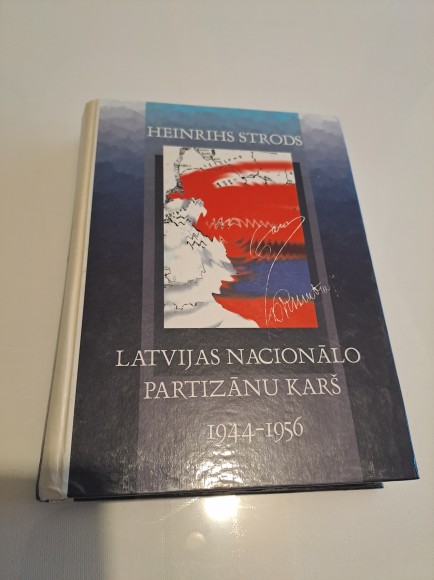 HEINRIHS STRODS
LATVIJAS NACIONĀLO
PARTIZĀNU KARŠ
1944-1956